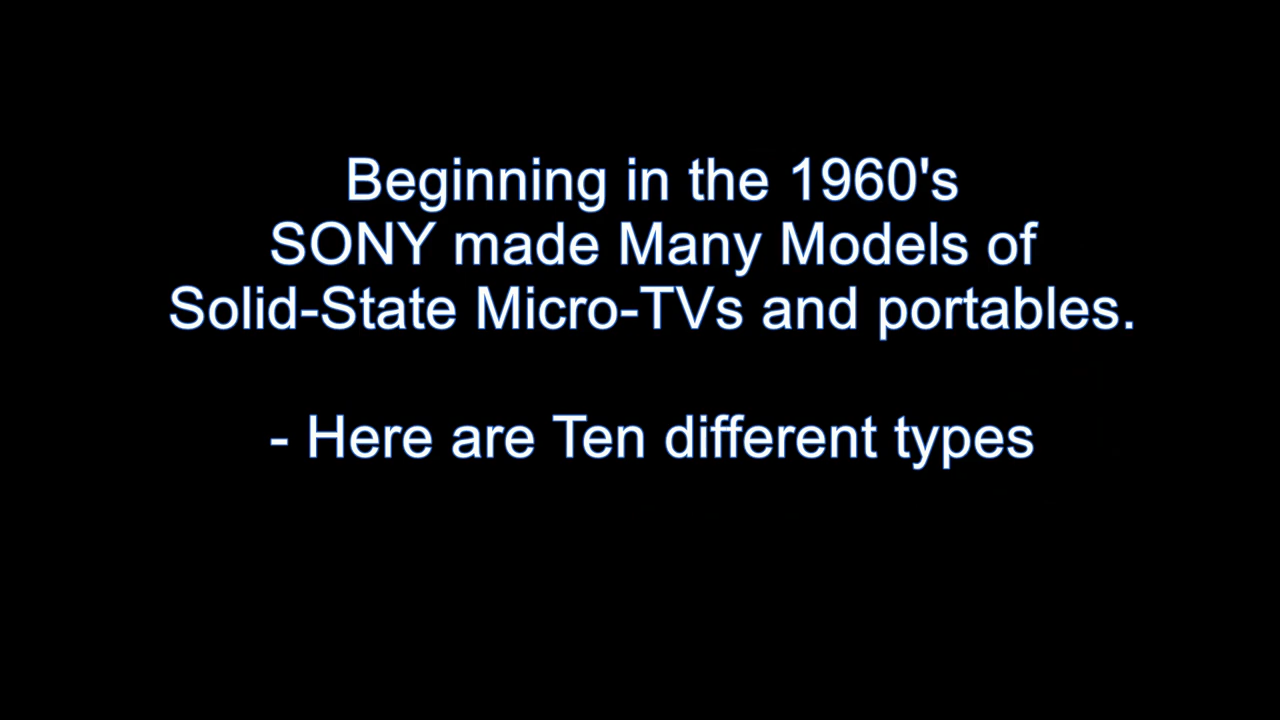 Beginning in the 1960's
SONY made Many Models of
Solid-State Micro-TVs and portables.
- Here are Ten different types